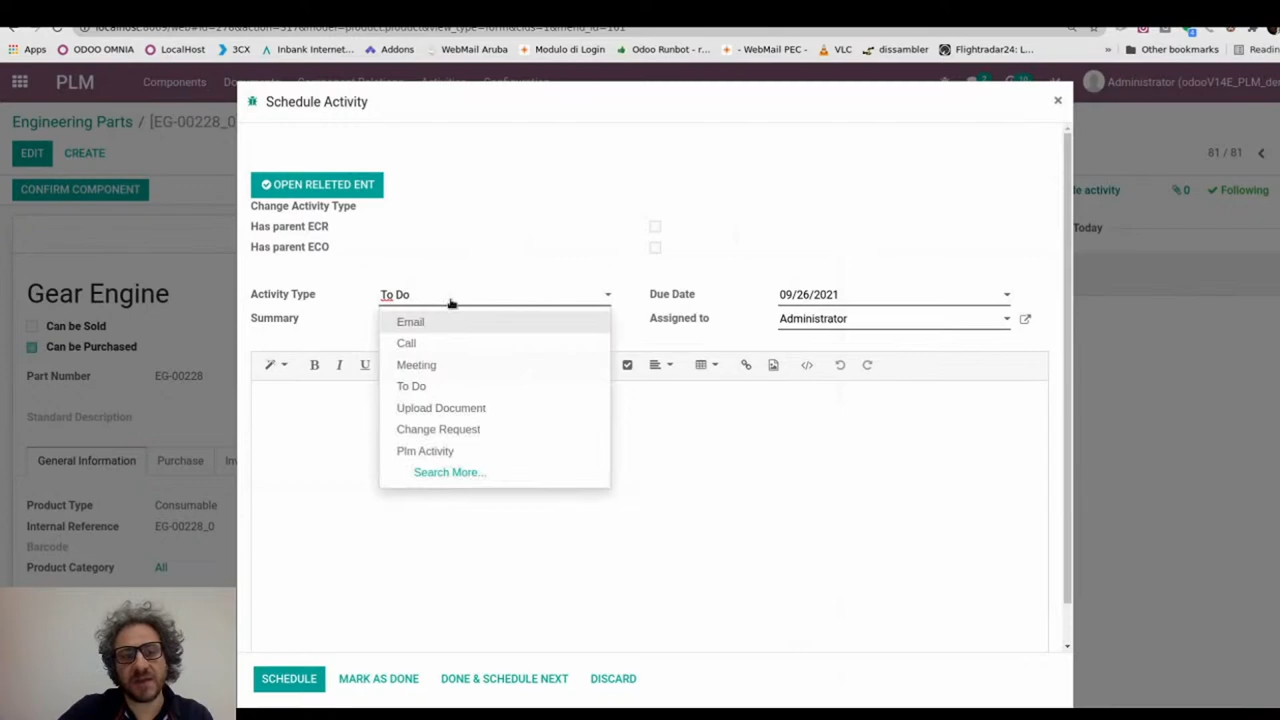 Apps ODOO OMNIA LocalHost 3CX Inbank Internet... Addons WebMail Aruba Modulo di Login Odoo Runbot - r... - WebMail PEC - VLC dissambler Flightradar24: L... » Other bookmarks Reading
PLM Components Component Relations Activities Configuration Administrator (odooV14E_PLM_de
Schedule Activity ×
Engineering Parts / [EG-00228_0
EDIT CREATE 81 / 81
OPEN RELETED ENT
CONFIRM COMPONENT le activity 0 Following
Change Activity Type
Has parent ECR Today
Has parent ECO
Gear Engine
Activity Type To Do Due Date 09/26/2021
Summary Assigned to Administrator
Can be Sold
Email
Can be Purchased
Call
B I U
Meeting
Part Number EG-00228
To Do
Upload Document
Standard Description
Change Request
Plm Activity
General Information Purchase Inv
Search More...
Product Type Consumable
Internal Reference EG-00228_0
Barcode
Product Category All
SCHEDULE MARK AS DONE DONE & SCHEDULE NEXT DISCARD